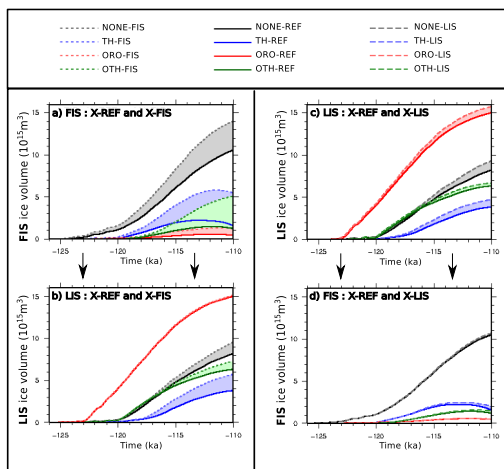 NONE-FIS NONE-REF NONE-LIS
TH-FIS TH-REF TH-LIS
ORO-FIS ORO-REF ORO-LIS
OTH-FIS OTH-REF OTH-LIS
a) FIS : X-REF and X-FIS
FIS ice volume (10¹⁵m³)
15
10
5
0
−125 −120 −115 −110
Time (ka)
b) LIS : X-REF and X-FIS
LIS ice volume (10¹⁵m³)
15
10
5
0
−125 −120 −115 −110
Time (ka)
c) LIS : X-REF and X-LIS
LIS ice volume (10¹⁵m³)
15
10
5
0
−125 −120 −115 −110
Time (ka)
d) FIS : X-REF and X-LIS
FIS ice volume (10¹⁵m³)
15
10
5
0
−125 −120 −115 −110
Time (ka)